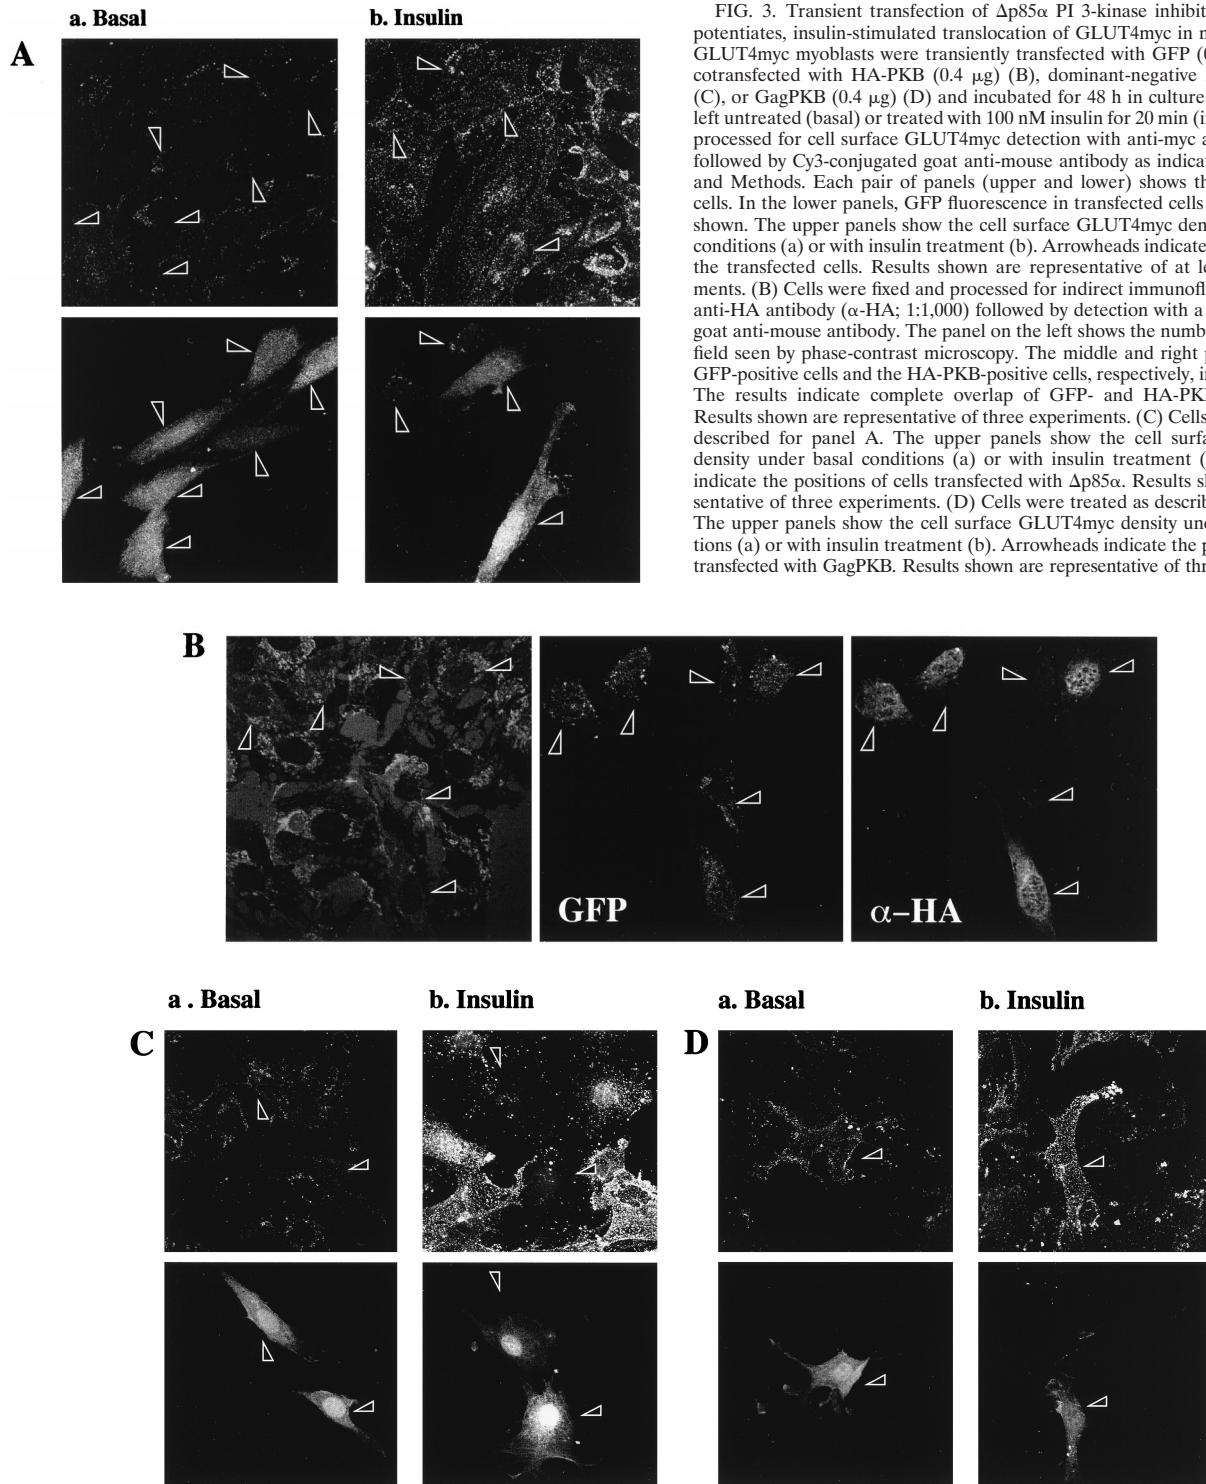 a. Basal
b. Insulin
A
FIG. 3. Transient transfection of Δp85α PI 3-kinase inhibit
potentiates, insulin-stimulated translocation of GLUT4myc in
GLUT4myc myoblasts were transiently transfected with GFP
cotransfected with HA-PKB (0.4 μg) (B), dominant-negative
(C), or GagPKB (0.4 μg) (D) and incubated for 48 h in culture
left untreated (basal) or treated with 100 nM insulin for 20 min
processed for cell surface GLUT4myc detection with anti-myc
followed by Cy3-conjugated goat anti-mouse antibody as indicat
and Methods. Each pair of panels (upper and lower) shows th
cells. In the lower panels, GFP fluorescence in transfected cells
shown. The upper panels show the cell surface GLUT4myc den
conditions (a) or with insulin treatment (b). Arrowheads indicate
the transfected cells. Results shown are representative of at le
ments. (B) Cells were fixed and processed for indirect immunofl
anti-HA antibody (α-HA; 1:1,000) followed by detection with a
goat anti-mouse antibody. The panel on the left shows the numb
field seen by phase-contrast microscopy. The middle and right
GFP-positive cells and the HA-PKB-positive cells, respectively, i
The results indicate complete overlap of GFP- and HA-PK
Results shown are representative of three experiments. (C) Cells
described for panel A. The upper panels show the cell surfa
density under basal conditions (a) or with insulin treatment (
indicate the positions of cells transfected with Δp85α. Results s
sentative of three experiments. (D) Cells were treated as describ
The upper panels show the cell surface GLUT4myc density un
tions (a) or with insulin treatment (b). Arrowheads indicate the p
transfected with GagPKB. Results shown are representative of th
B
GFP
α–HA
a . Basal
b. Insulin
a. Basal
b. Insulin
C
D